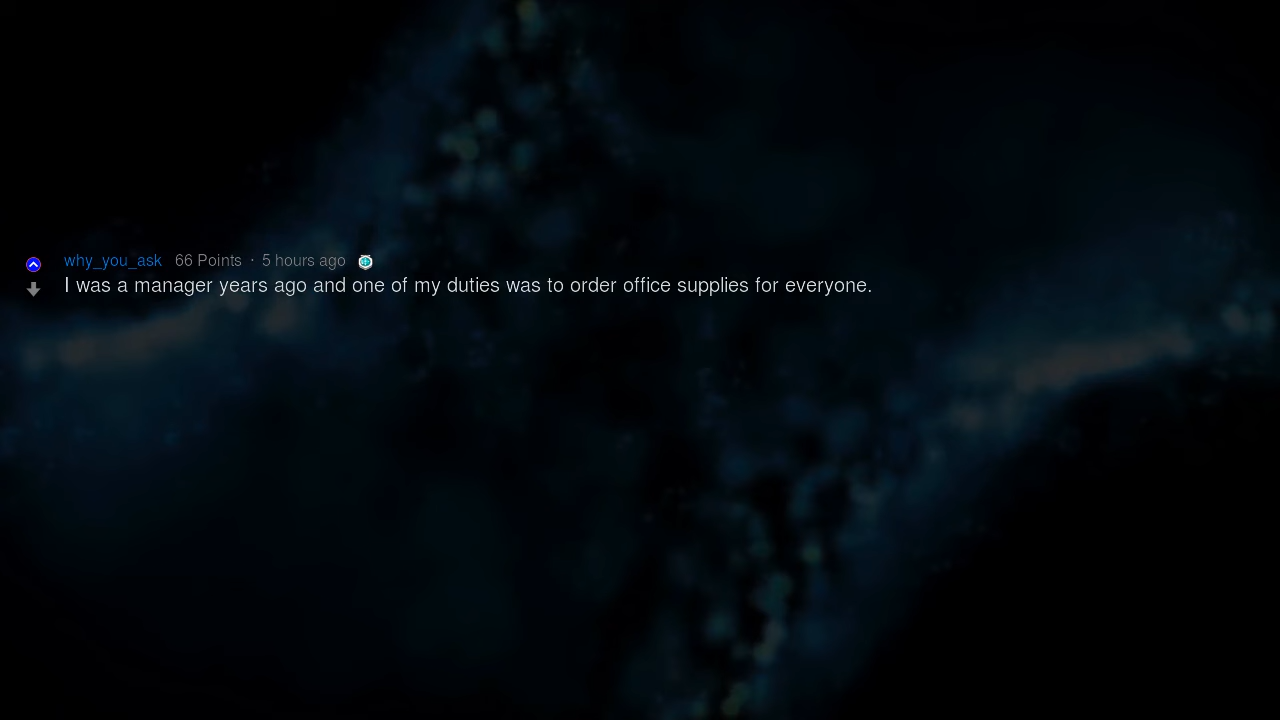 why_you_ask 66 Points · 5 hours ago
I was a manager years ago and one of my duties was to order office supplies for everyone.